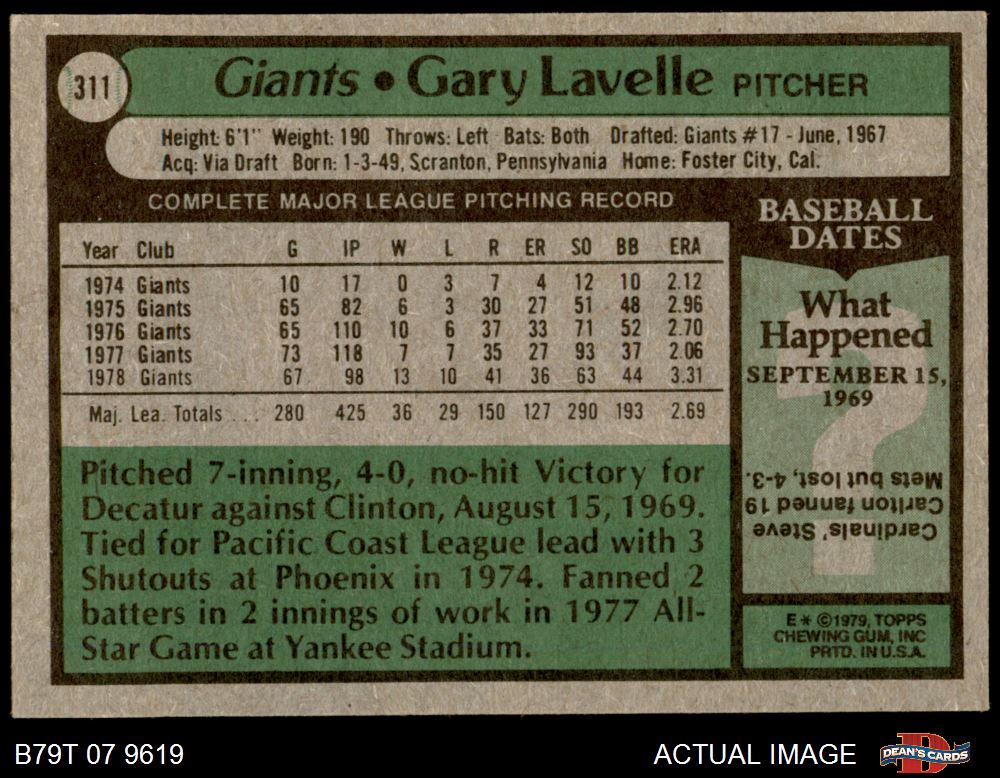 311
Giants • Gary Lavelle PITCHER
Height: 6'1" Weight: 190 Throws: Left Bats: Both Drafted: Giants #17 - June, 1967
Acq: Via Draft Born: 1-3-49, Scranton, Pennsylvania Home: Foster City, Cal.
COMPLETE MAJOR LEAGUE PITCHING RECORD
Year Club G IP W L R ER SO BB ERA
1974 Giants 10 17 0 3 7 4 12 10 2.12
1975 Giants 65 82 6 3 30 27 51 48 2.96
1976 Giants 65 110 10 6 37 33 71 52 2.70
1977 Giants 73 118 7 7 35 27 93 37 2.06
1978 Giants 67 98 13 10 41 36 63 44 3.31
Maj. Lea. Totals . . . 280 425 36 29 150 127 290 193 2.69
Pitched 7-inning, 4-0, no-hit Victory for
Decatur against Clinton, August 15, 1969.
Tied for Pacific Coast League lead with 3
Shutouts at Phoenix in 1974. Fanned 2
batters in 2 innings of work in 1977 All-
Star Game at Yankee Stadium.
BASEBALL
DATES
What
Happened
SEPTEMBER 15,
1969
?
Cardinals' Steve
Carlton fanned 19
Mets but lost, 4-3.
E* ©1979, TOPPS
CHEWING GUM, INC
PRTD. IN U.S.A.
B79T 07 9619
ACTUAL IMAGE
DEAN'S CARDS